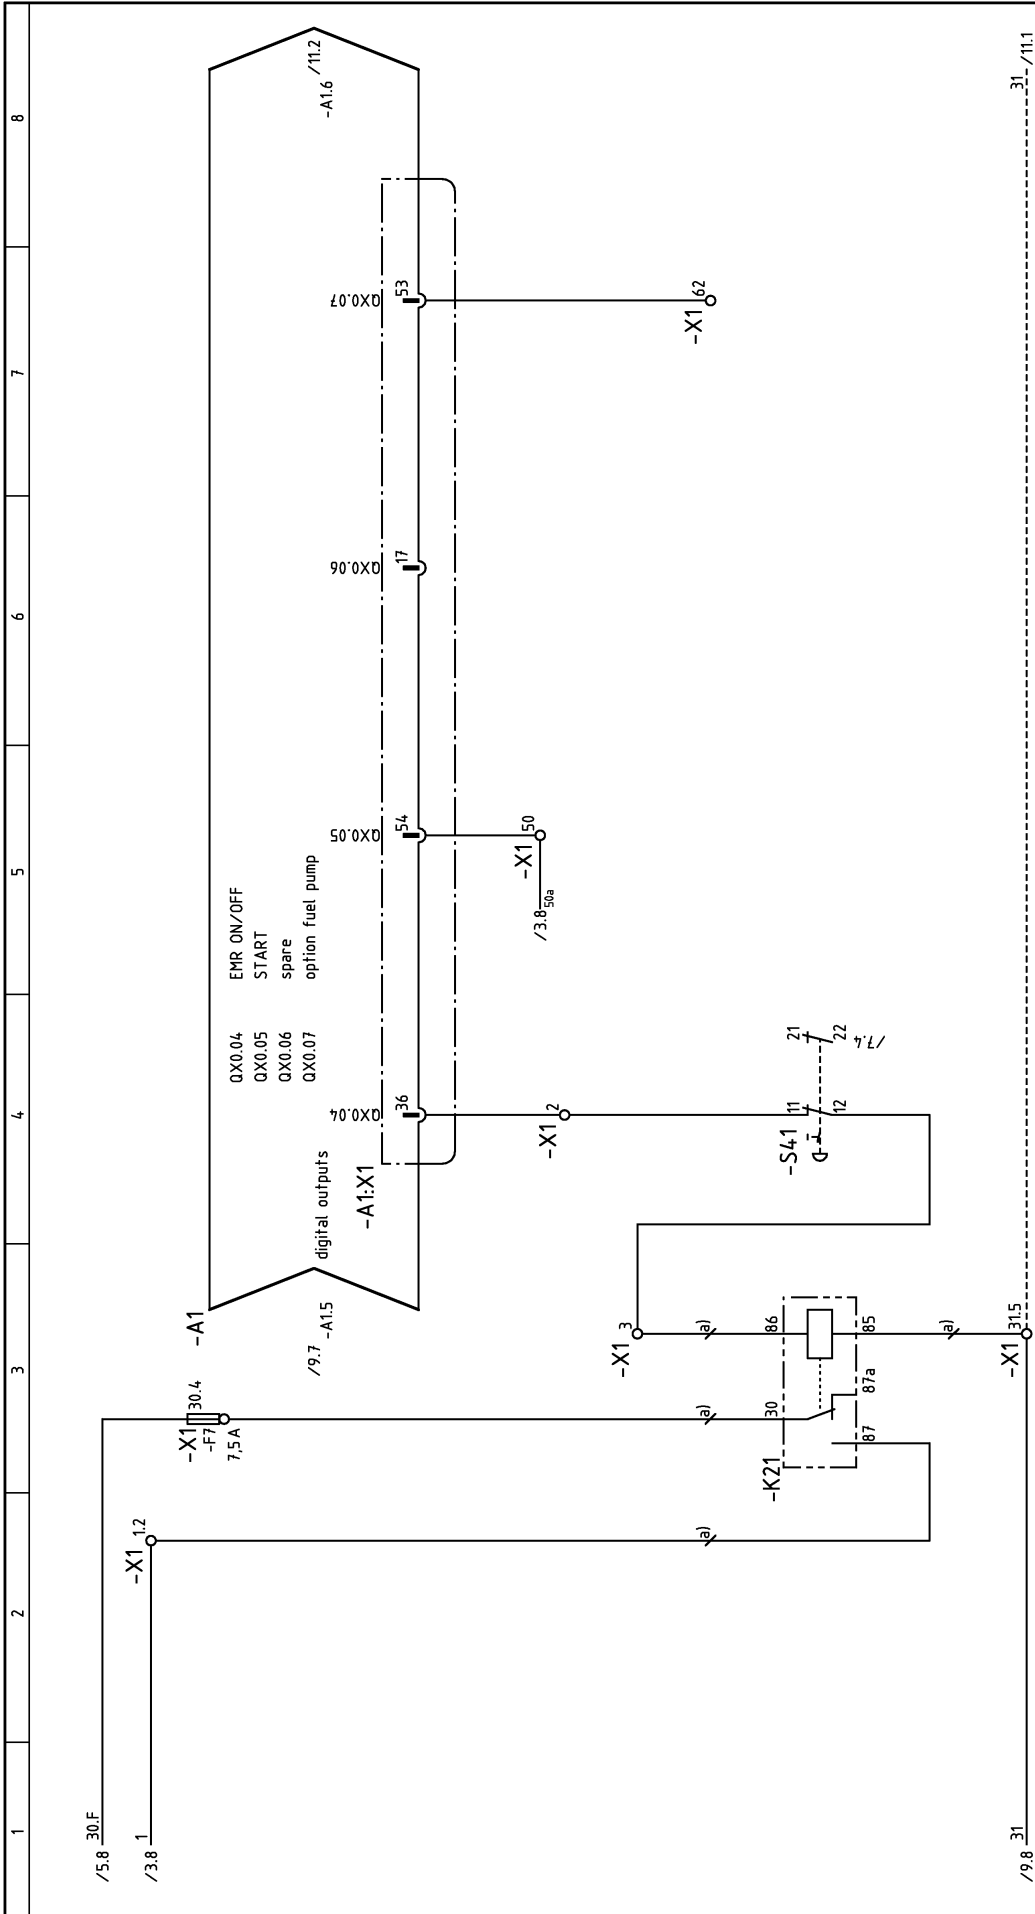 1
2
3
4
5
6
7
8
/5.8 30.F
/3.8 1
-X1 1.2
-X1 30.4
-F7
7,5 A
-A1
/9.7 -A1.5
digital outputs
QX0.04 EMR ON/OFF
QX0.05 START
QX0.06 spare
QX0.07 option fuel pump
-A1.6 /11.2
-A1:X1
QX0.04
36
QX0.05
54
QX0.06
17
QX0.07
53
-X1 2
-X1 50
/3.8 50a
-X1 62
-S41
11
12
21
22
/7.4
-X1 3
a)
a)
a)
a)
-K21
30
86
87
87a
85
/9.8 31
-X1 31.5
31 /11.1